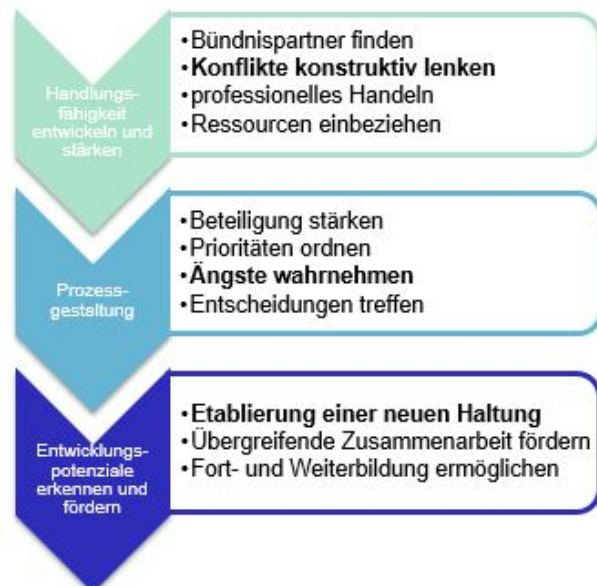 Handlungs-
fähigkeit
entwickeln und
stärken
•Bündnispartner finden
•Konflikte konstruktiv lenken
•professionelles Handeln
•Ressourcen einbeziehen
Prozess-
gestaltung
•Beteiligung stärken
•Prioritäten ordnen
•Ängste wahrnehmen
•Entscheidungen treffen
Entwicklungs-
potenziale
erkennen und
fördern
•Etablierung einer neuen Haltung
•Übergreifende Zusammenarbeit fördern
•Fort- und Weiterbildung ermöglichen